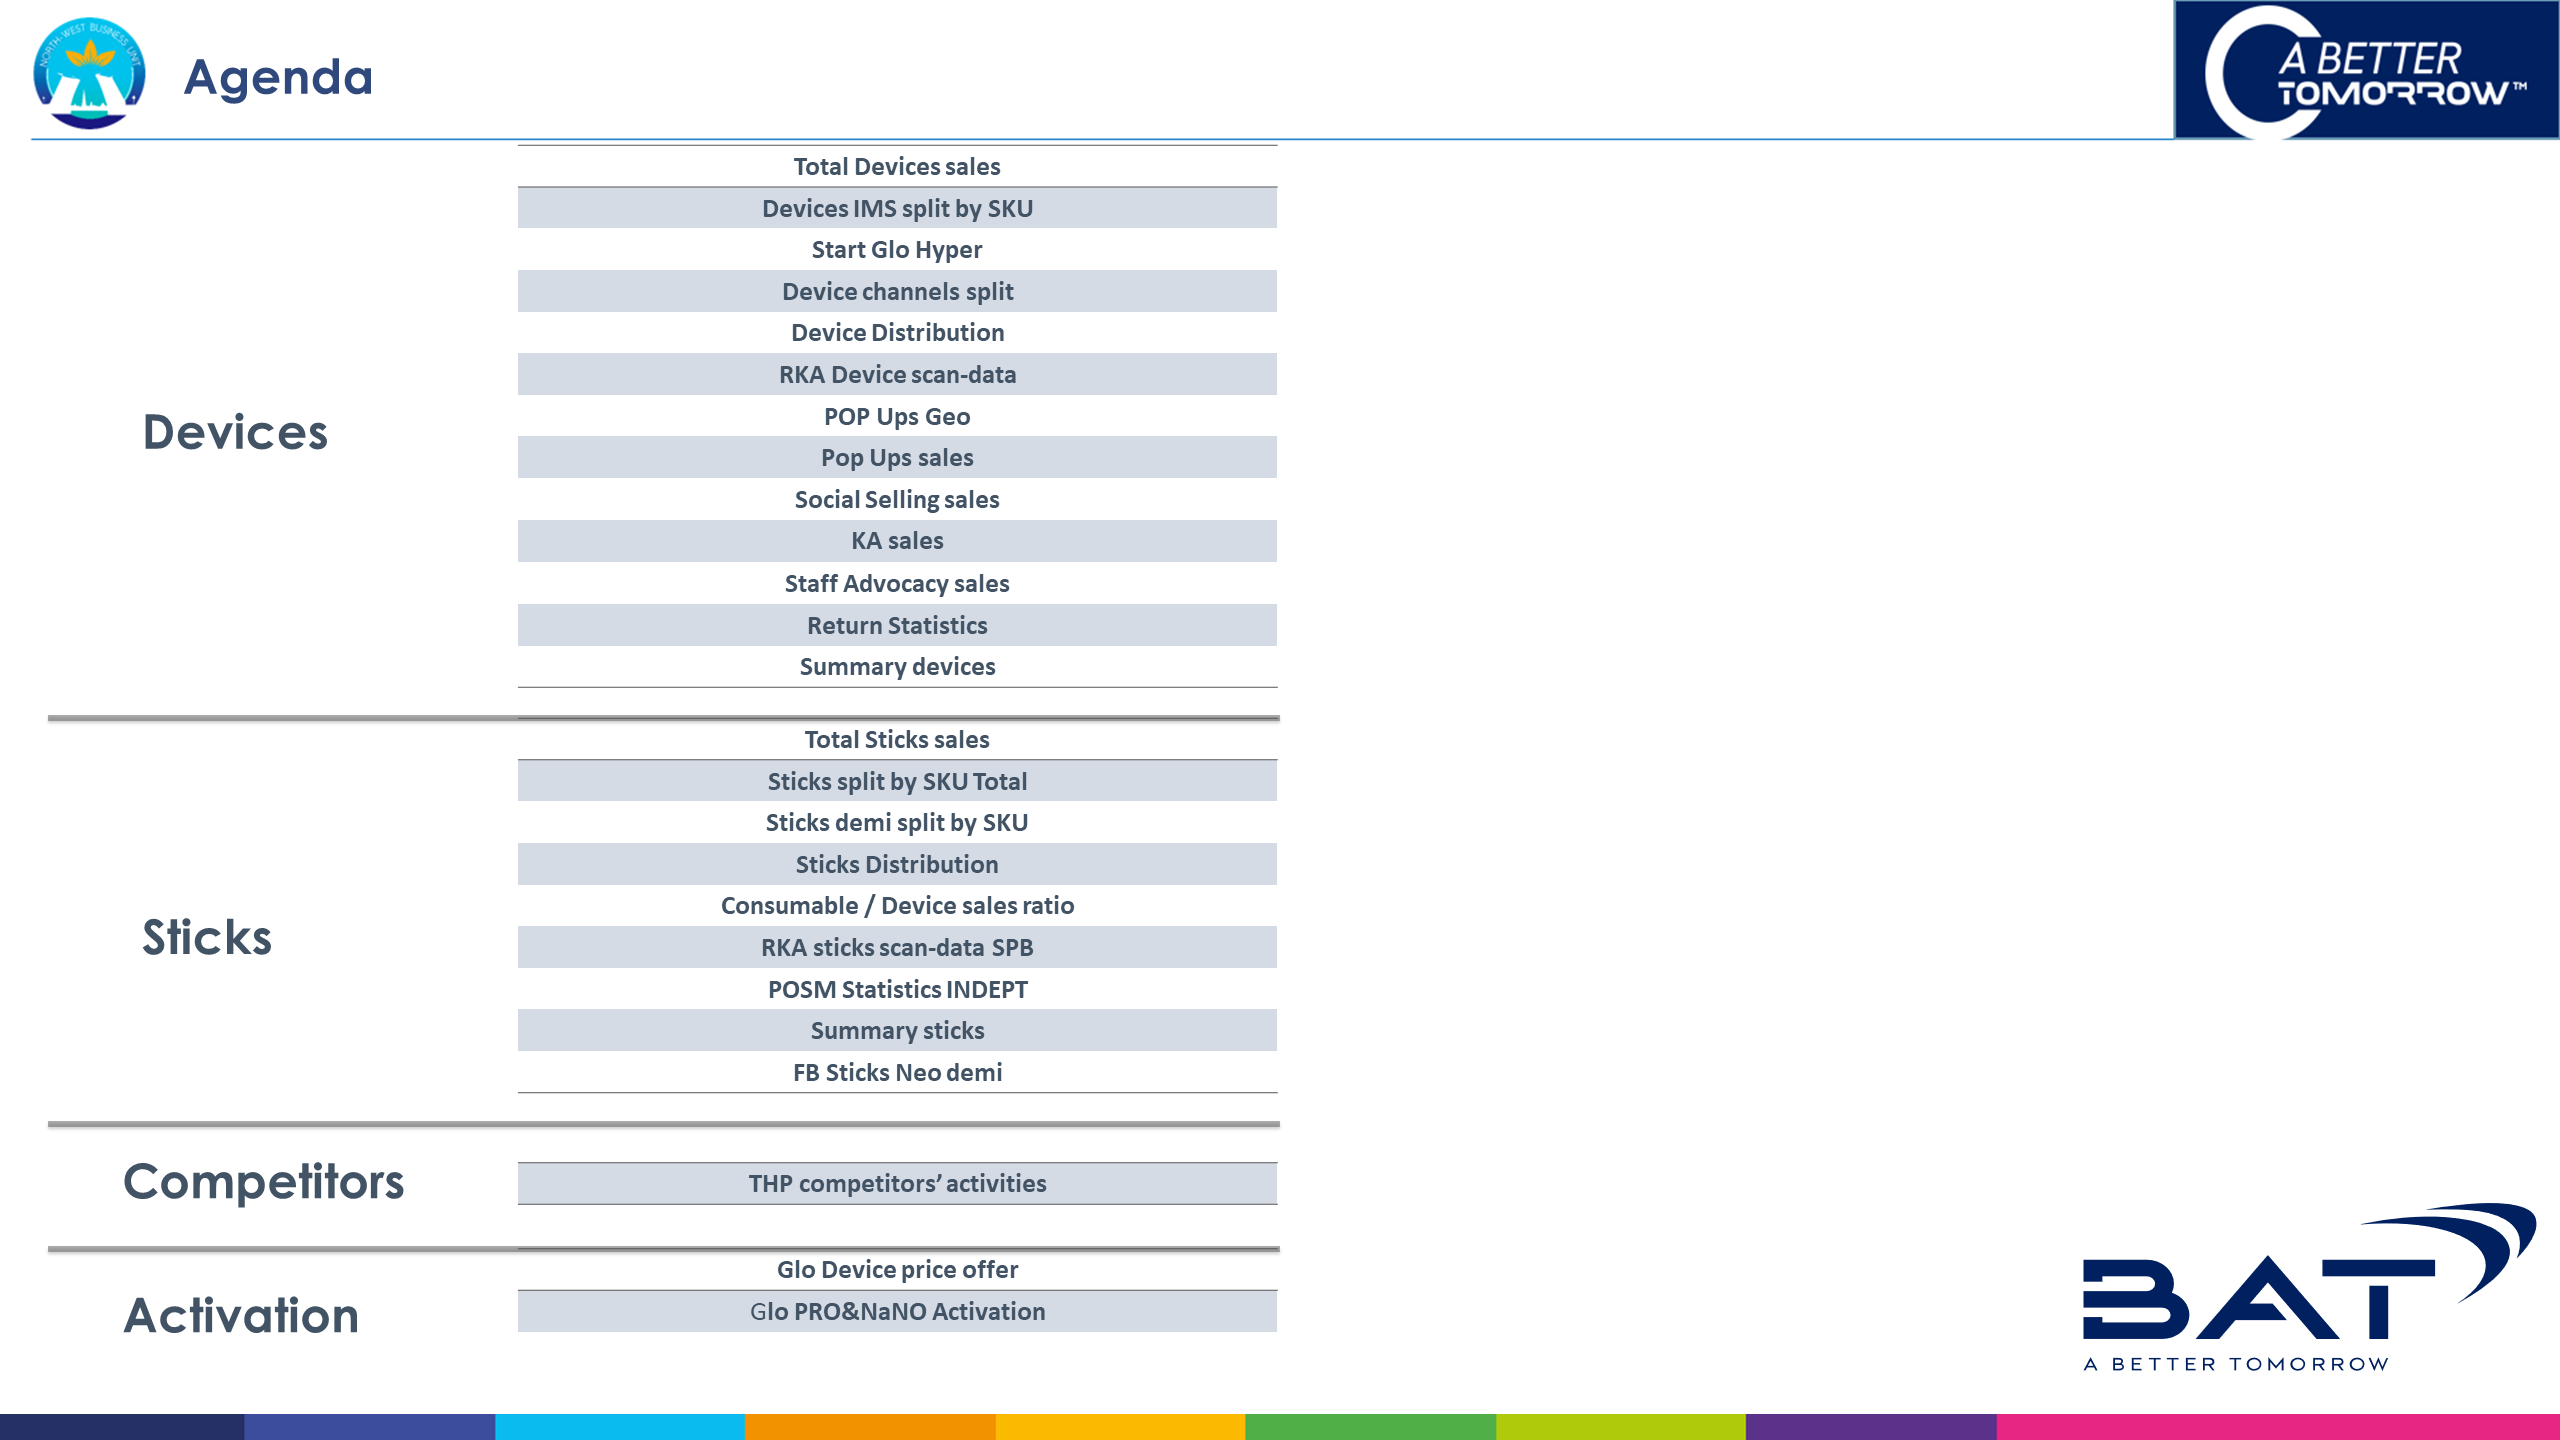 NORTH-WEST BUSINESS UNIT
Agenda
A BETTER
TOMORROW™
Devices
Total Devices sales
Devices IMS split by SKU
Start Glo Hyper
Device channels split
Device Distribution
RKA Device scan-data
POP Ups Geo
Pop Ups sales
Social Selling sales
KA sales
Staff Advocacy sales
Return Statistics
Summary devices
Sticks
Total Sticks sales
Sticks split by SKU Total
Sticks demi split by SKU
Sticks Distribution
Consumable / Device sales ratio
RKA sticks scan-data SPB
POSM Statistics INDEPT
Summary sticks
FB Sticks Neo demi
Competitors
THP competitors’ activities
Activation
Glo Device price offer
Glo PRO&NaNO Activation
BAT
A BETTER TOMORROW